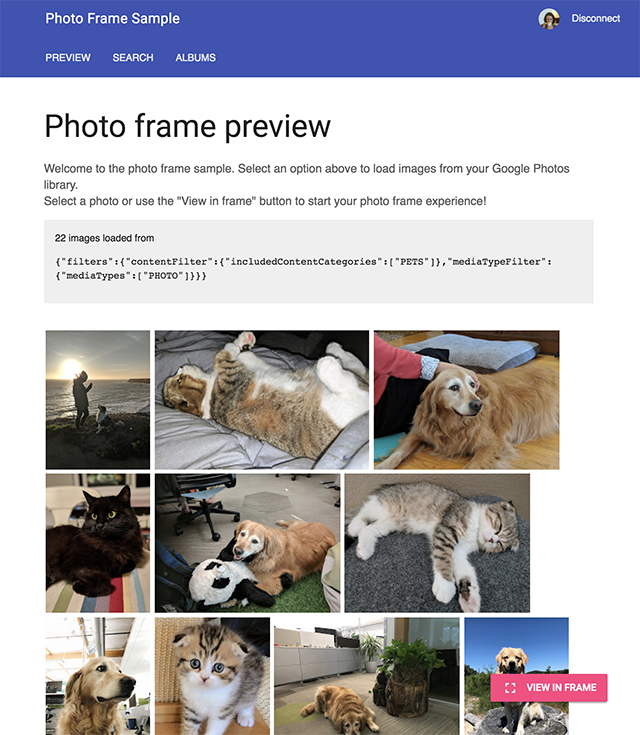 Photo Frame Sample
Disconnect
PREVIEW SEARCH ALBUMS
Photo frame preview
Welcome to the photo frame sample. Select an option above to load images from your Google Photos
library.
Select a photo or use the "View in frame" button to start your photo frame experience!
22 images loaded from
{"filters":{"contentFilter":{"includedContentCategories":["PETS"]},"mediaTypeFilter":
{"mediaTypes":["PHOTO"]}}}
VIEW IN FRAME